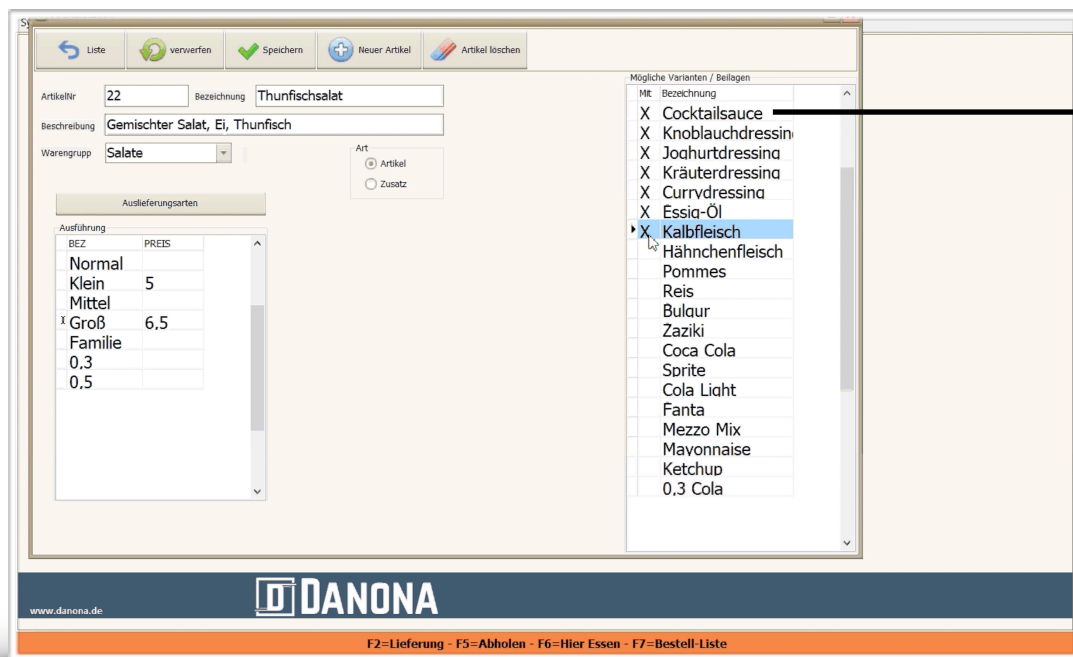 Sy
Liste
verwerfen
Speichern
Neuer Artikel
Artikel löschen
ArtikelNr 22 Bezeichnung Thunfischsalat
Beschreibung Gemischter Salat, Ei, Thunfisch
Warengrupp Salate
Art
Artikel
Zusatz
Auslieferungsarten
Ausführung
BEZ PREIS
Normal
Klein 5
Mittel
Groß 6,5
Familie
0,3
0,5
Mögliche Varianten / Beilagen
Mit Bezeichnung
X Cocktailsauce
X Knoblauchdressin
X Joghurtdressing
X Kräuterdressing
X Currydressing
X Essig-Öl
X Kalbfleisch
Hähnchenfleisch
Pommes
Reis
Bulgur
Zaziki
Coca Cola
Sprite
Cola Light
Fanta
Mezzo Mix
Mayonnaise
Ketchup
0,3 Cola
www.danona.de
DANONA
F2=Lieferung - F5=Abholen - F6=Hier Essen - F7=Bestell-Liste